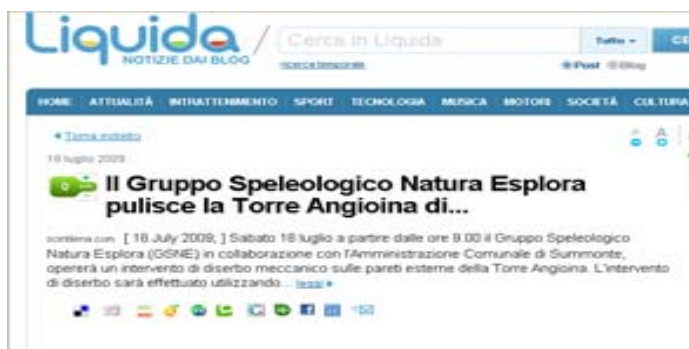 Liquida / Cerca in Liquida Tutto
NOTIZIE DAI BLOG ricerca temporale Post Blog
HOME ATTUALITÀ INTRATTENIMENTO SPORT TECNOLOGIA MUSICA MOTORI SOCIETÀ CULTURA
Torna indietro
18 luglio 2009
Il Gruppo Speleologico Natura Esplora
pulisce la Torre Angioina di...
[ 18 July 2009; ] Sabato 18 luglio a partire dalle ore 9.00 il Gruppo Speleologico
Natura Esplora (GSNE) in collaborazione con l'Amministrazione Comunale di Summonte,
opererà un intervento di diserbo meccanico sulle pareti esterne della Torre Angioina. L'intervento
di diserbo sarà effettuato utilizzando... leggi